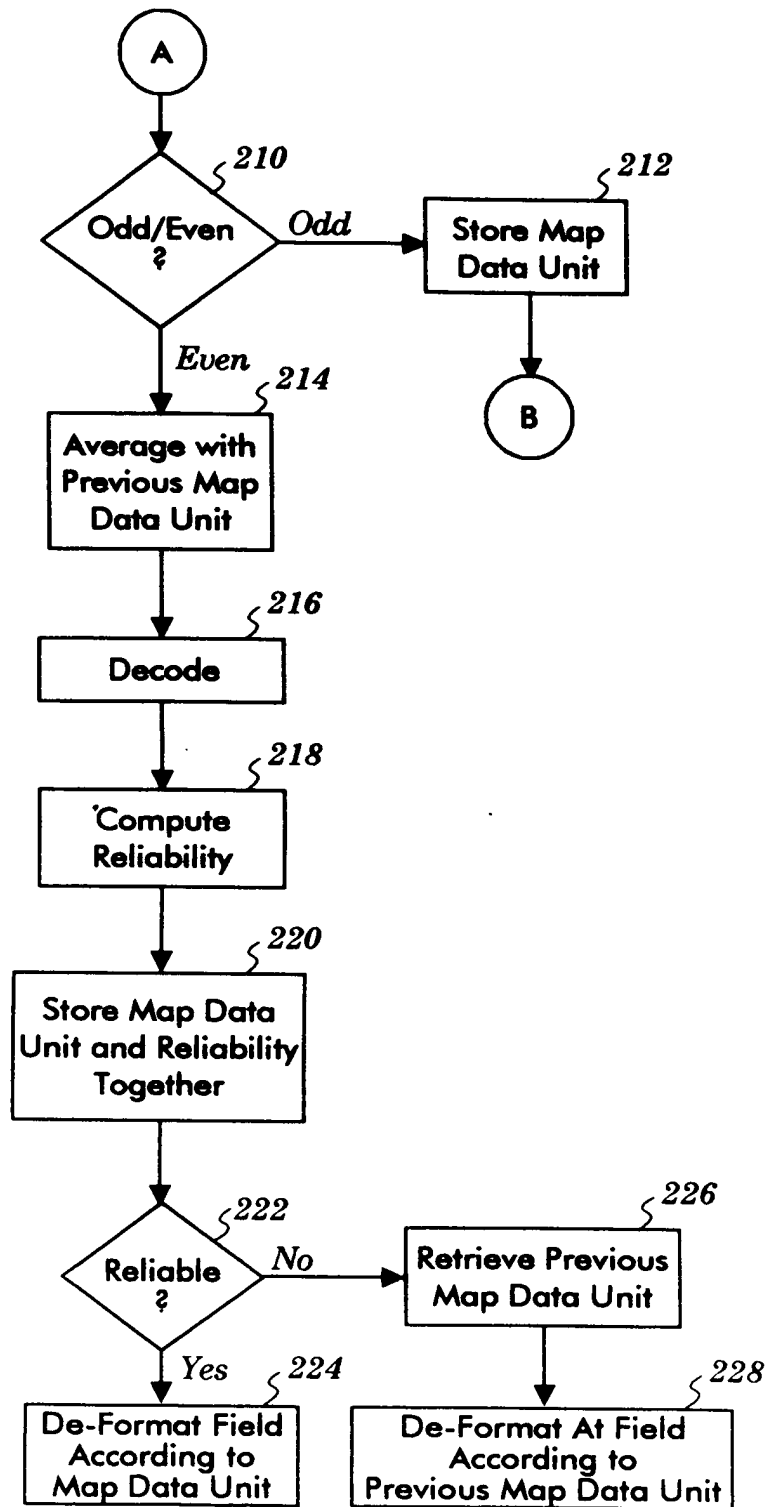 A
210
Odd/Even
?
Odd
212
Store Map
Data Unit
Even
B
214
Average with
Previous Map
Data Unit
216
Decode
218
Compute
Reliability
220
Store Map Data
Unit and Reliability
Together
222
Reliable
?
No
226
Retrieve Previous
Map Data Unit
Yes
224
De-Format Field
According to
Map Data Unit
228
De-Format At Field
According to
Previous Map Data Unit